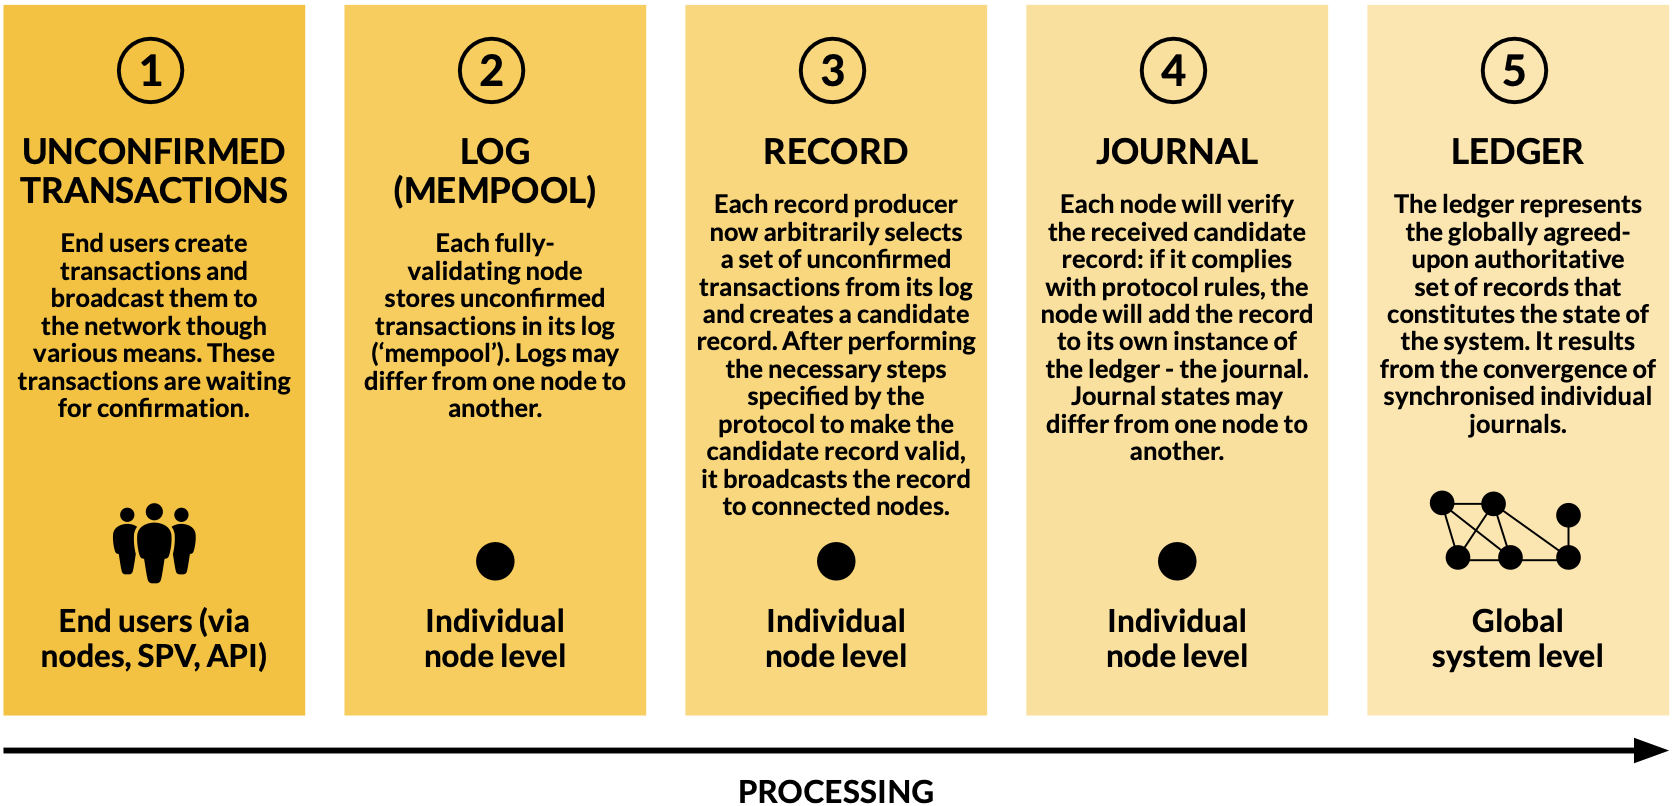 1
UNCONFIRMED
TRANSACTIONS
End users create
transactions and
broadcast them to
the network though
various means. These
transactions are waiting
for confirmation.
End users (via
nodes, SPV, API)
2
LOG
(MEMPOOL)
Each fully-
validating node
stores unconfirmed
transactions in its log
(‘mempool’). Logs may
differ from one node to
another.
Individual
node level
3
RECORD
Each record producer
now arbitrarily selects
a set of unconfirmed
transactions from its log
and creates a candidate
record. After performing
the necessary steps
specified by the
protocol to make the
candidate record valid,
it broadcasts the record
to connected nodes.
Individual
node level
4
JOURNAL
Each node will verify
the received candidate
record: if it complies
with protocol rules, the
node will add the record
to its own instance of
the ledger - the journal.
Journal states may
differ from one node to
another.
Individual
node level
5
LEDGER
The ledger represents
the globally agreed-
upon authoritative
set of records that
constitutes the state of
the system. It results
from the convergence of
synchronised individual
journals.
Global
system level
PROCESSING